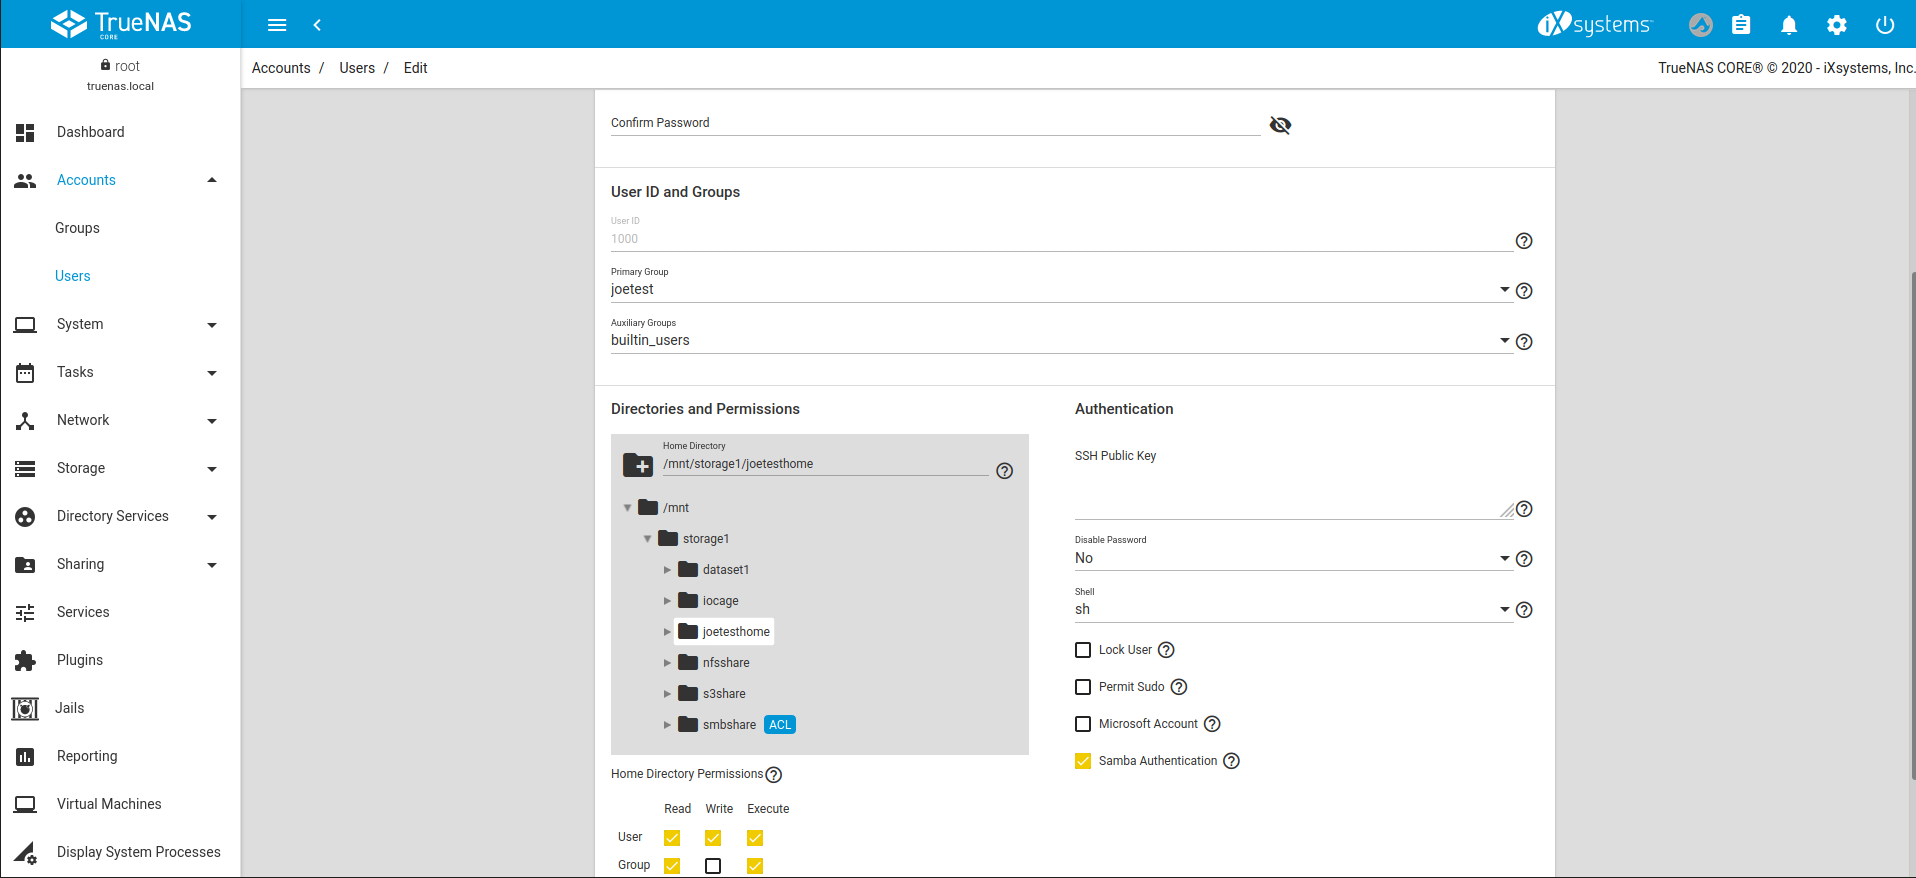 TrueNAS
CORE
iXsystems
root
truenas.local
Accounts / Users / Edit
TrueNAS CORE® © 2020 - iXsystems, Inc.
Dashboard
Accounts
Groups
Users
System
Tasks
Network
Storage
Directory Services
Sharing
Services
Plugins
Jails
Reporting
Virtual Machines
Display System Processes
Confirm Password
User ID and Groups
User ID
1000
Primary Group
joetest
Auxiliary Groups
builtin_users
Directories and Permissions
Home Directory
/mnt/storage1/joetesthome
/mnt
storage1
dataset1
iocage
joetesthome
nfsshare
s3share
smbshare ACL
Home Directory Permissions
Read Write Execute
User
Group
Authentication
SSH Public Key
Disable Password
No
Shell
sh
Lock User
Permit Sudo
Microsoft Account
Samba Authentication